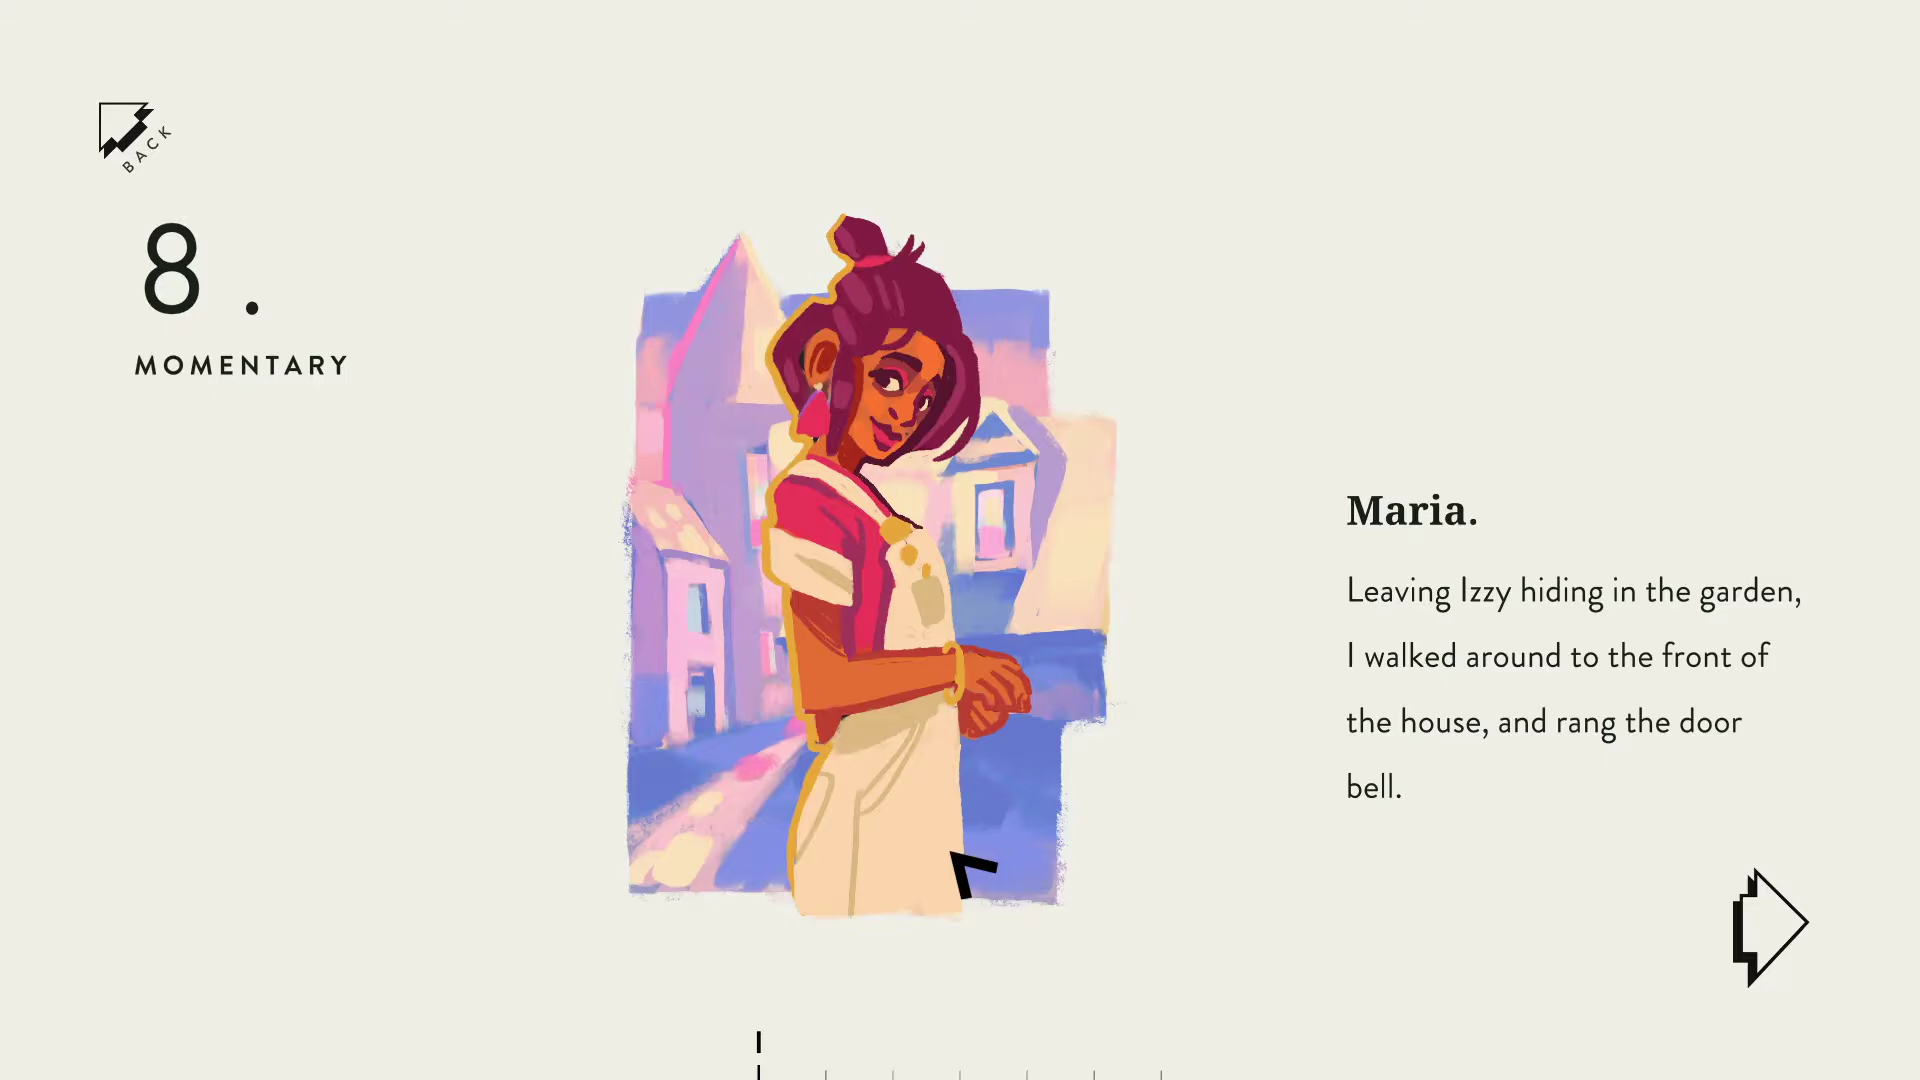 BACK
8.
MOMENTARY
Maria.
Leaving Izzy hiding in the garden,
I walked around to the front of
the house, and rang the door
bell.